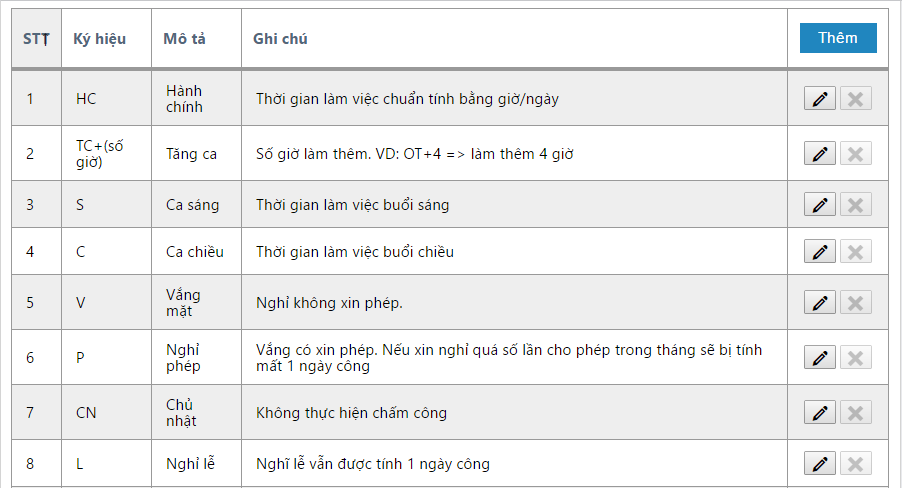 STT Ký hiệu Mô tả Ghi chú Thêm
1 HC Hành chính Thời gian làm việc chuẩn tính bằng giờ/ngày
2 TC+(số giờ) Tăng ca Số giờ làm thêm. VD: OT+4 => làm thêm 4 giờ
3 S Ca sáng Thời gian làm việc buổi sáng
4 C Ca chiều Thời gian làm việc buổi chiều
5 V Vắng mặt Nghỉ không xin phép.
6 P Nghỉ phép Vắng có xin phép. Nếu xin nghỉ quá số lần cho phép trong tháng sẽ bị tính
mất 1 ngày công
7 CN Chủ nhật Không thực hiện chấm công
8 L Nghỉ lễ Nghĩ lễ vẫn được tính 1 ngày công